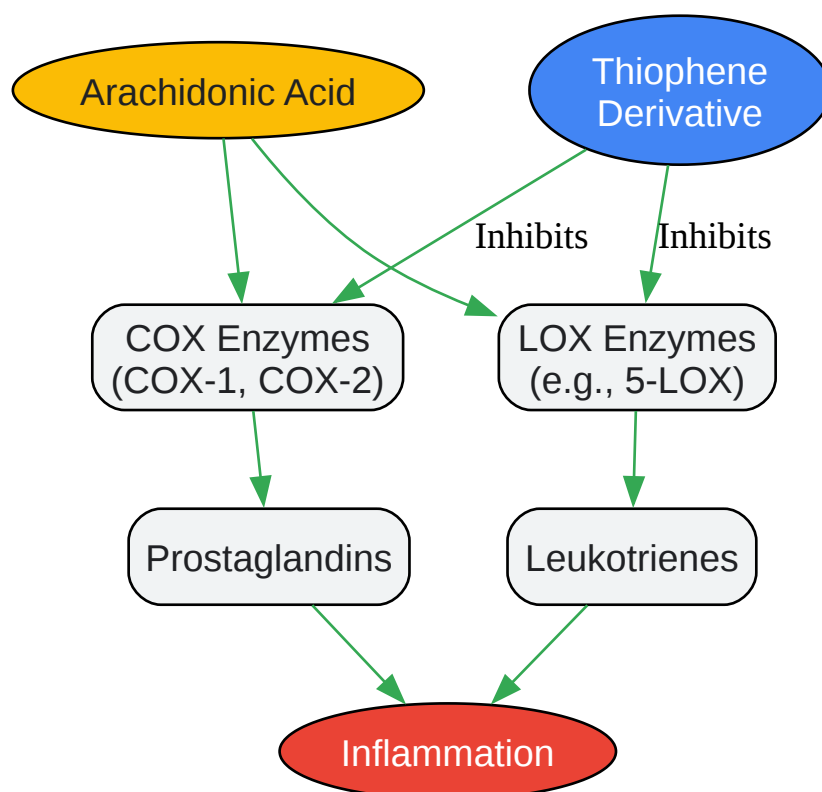 Arachidonic Acid
Thiophene
Derivative
Inhibits
Inhibits
COX Enzymes
(COX-1, COX-2)
LOX Enzymes
(e.g., 5-LOX)
Prostaglandins
Leukotrienes
Inflammation